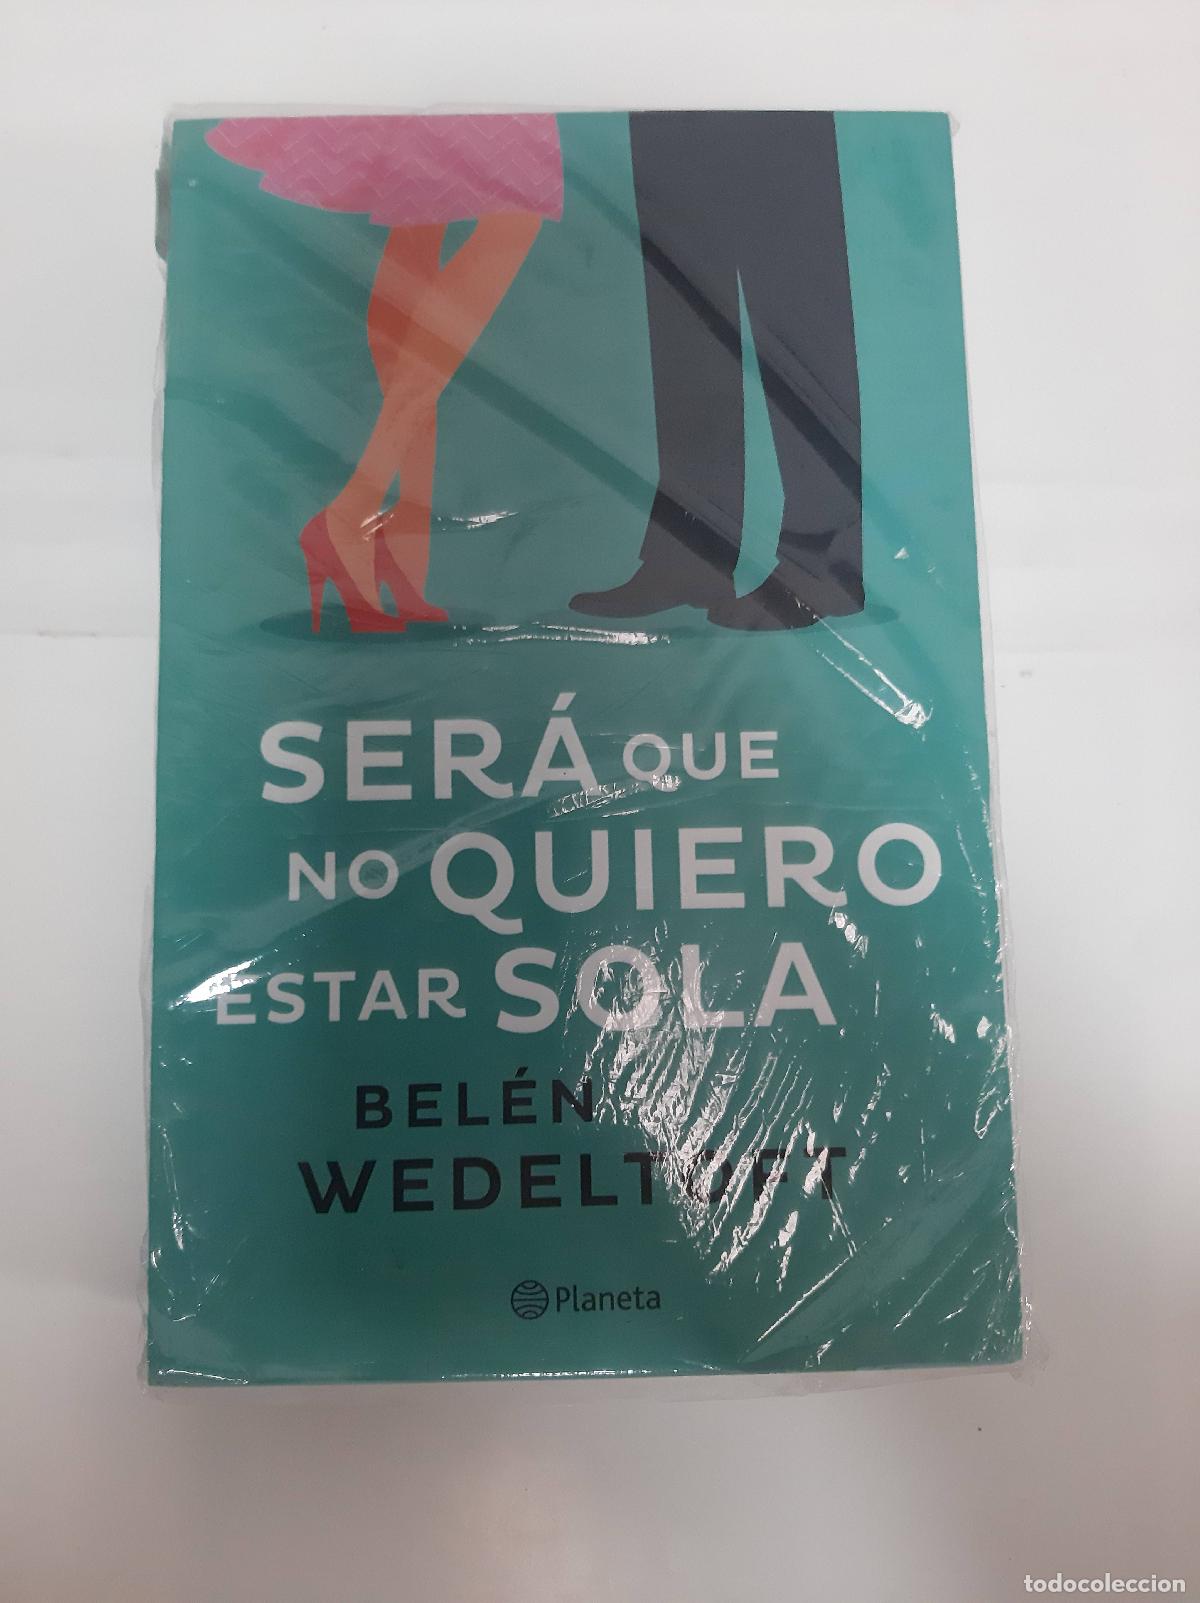 SERÁ QUE
NO QUIERO
ESTAR SOLA
BELÉN
WEDELTOFT
Planeta
todocoleccion